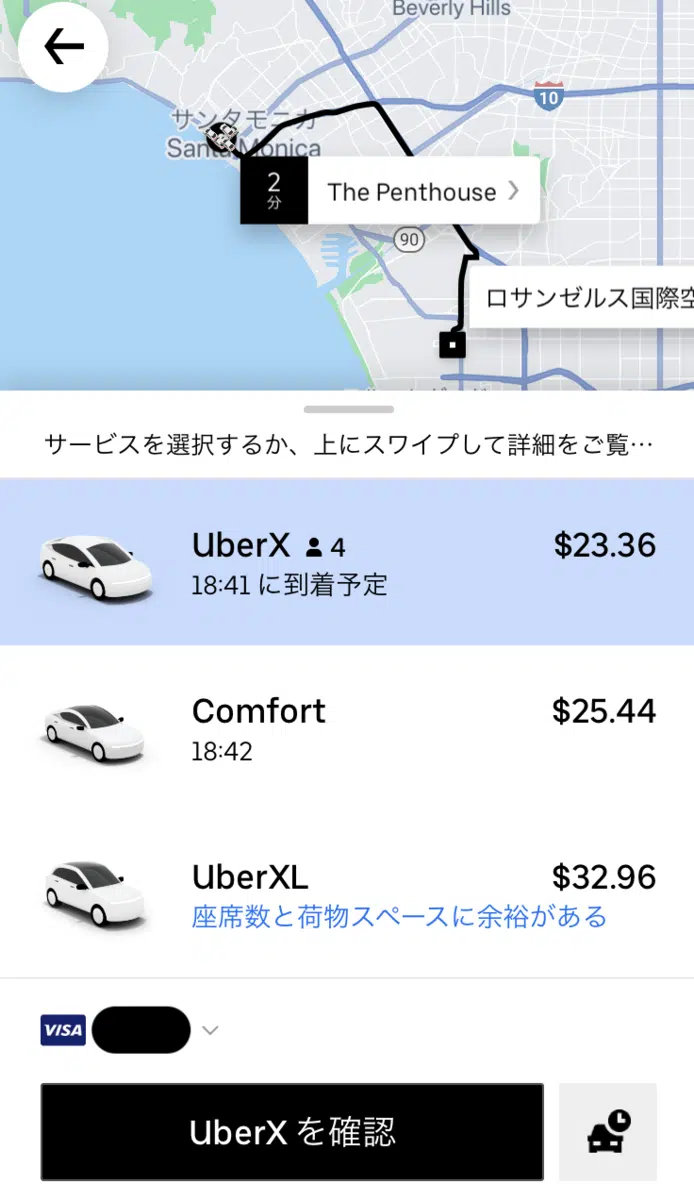 Beverly Hills
10
サンタモニカ
Santa Monica
2
分
The Penthouse
90
ロサンゼルス国際空
サービスを選択するか、上にスワイプして詳細をご覧…
UberX 4
$23.36
18:41 に到着予定
Comfort
$25.44
18:42
UberXL
$32.96
座席数と荷物スペースに余裕がある
VISA
UberX を確認